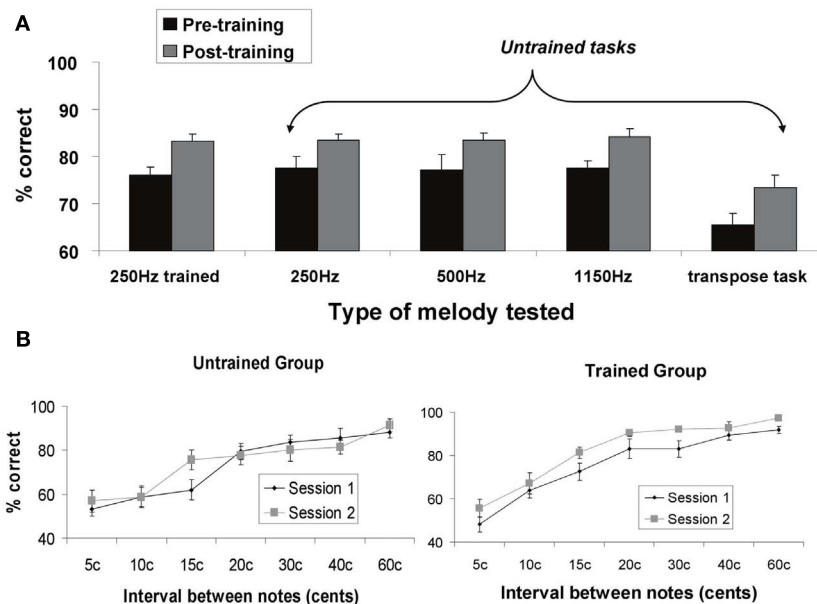 A
Pre-training
Post-training
Untrained tasks
100
90
80
70
60
% correct
250Hz trained 250Hz 500Hz 1150Hz transpose task
Type of melody tested
B
Untrained Group
100
80
60
40
% correct
Session 1
Session 2
5c 10c 15c 20c 30c 40c 60c
Interval between notes (cents)
Trained Group
100
80
60
40
Session 1
Session 2
5c 10c 15c 20c 30c 40c 60c
Interval between notes (cents)